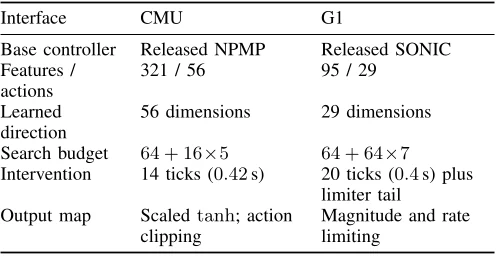 Interface CMU G1
Base controller Released NPMP Released SONIC
Features / 321 / 56 95 / 29
actions
Learned 56 dimensions 29 dimensions
direction
Search budget 64 + 16×5 64 + 64×7
Intervention 14 ticks (0.42 s) 20 ticks (0.4 s) plus
limiter tail
Output map Scaled tanh; action Magnitude and rate
clipping limiting